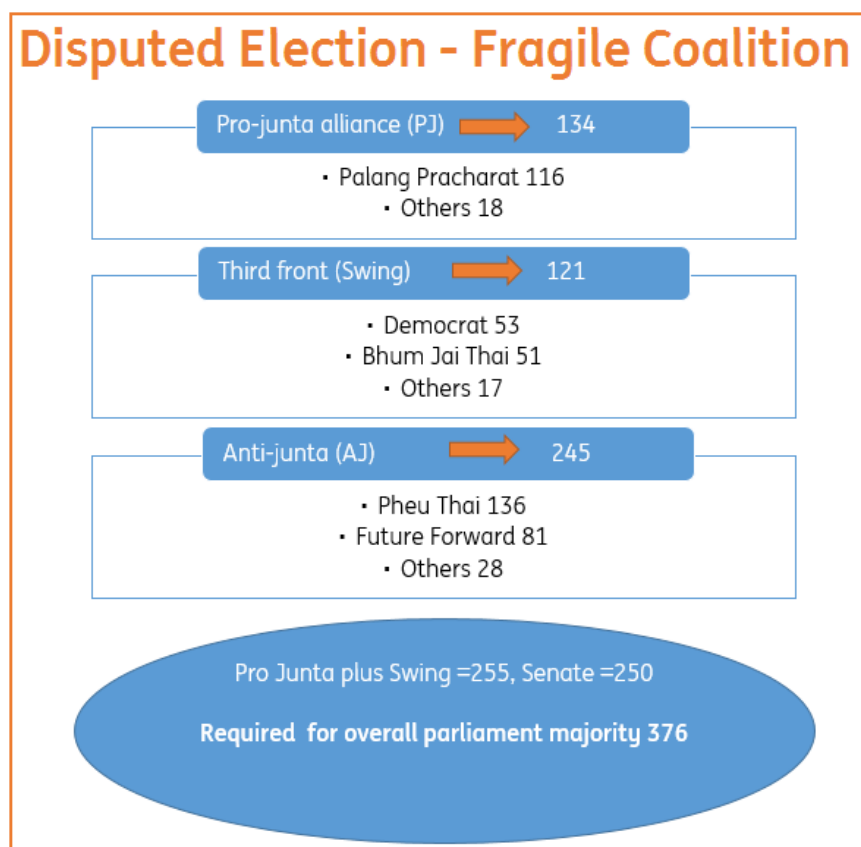 Disputed Election - Fragile Coalition
Pro-junta alliance (PJ) 134
· Palang Pracharat 116
· Others 18
Third front (Swing) 121
· Democrat 53
· Bhum Jai Thai 51
· Others 17
Anti-junta (AJ) 245
· Pheu Thai 136
· Future Forward 81
· Others 28
Pro Junta plus Swing =255, Senate =250
Required for overall parliament majority 376